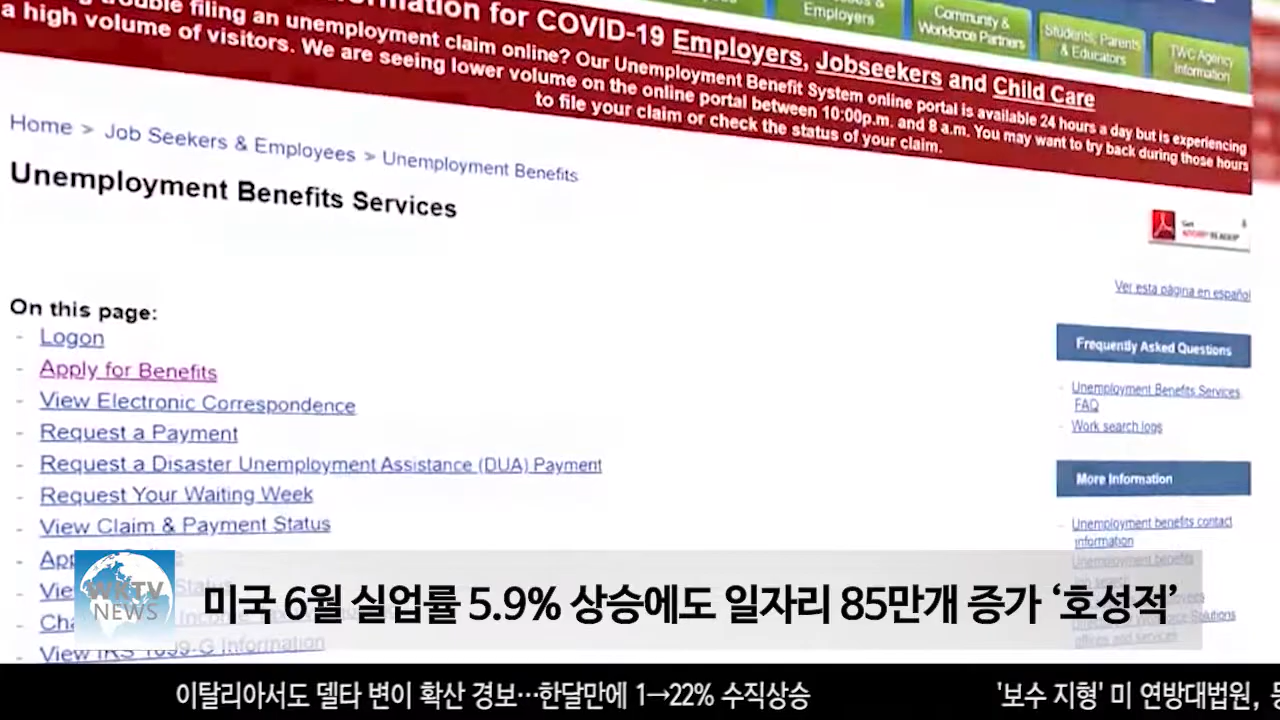 filing an unemployment claim online? Our Unemployment Benefit System online portal is available 24 hours a day but is experiencing
for COVID-19 Employers, Jobseekers and Child Care
a high volume of visitors. We are seeing lower volume on the online portal between 10:00p.m. and 8 a.m. You may want to try back during those hours
to file your claim or check the status of your claim.
Employers
Community &
Workforce Partners
Students, Parents
& Educators
TWC Agency
Information
Home > Job Seekers & Employees > Unemployment Benefits
Unemployment Benefits Services
Get
Ver esta página en español
On this page:
- Logon
- Apply for Benefits
- View Electronic Correspondence
- Request a Payment
- Request a Disaster Unemployment Assistance (DUA) Payment
- Request Your Waiting Week
- View Claim & Payment Status
- View IRS 1099-G Information
Frequently Asked Questions
- Unemployment Benefits Services
FAQ
- Work search logs
More Information
- Unemployment benefits contact
information
Unemployment benefits
Solutions
offices and services
WKTV
NEWS
미국 6월 실업률 5.9% 상승에도 일자리 85만개 증가 ‘호성적’
이탈리아서도 델타 변이 확산 경보…한달만에 1→22% 수직상승
'보수 지형' 미 연방대법원,